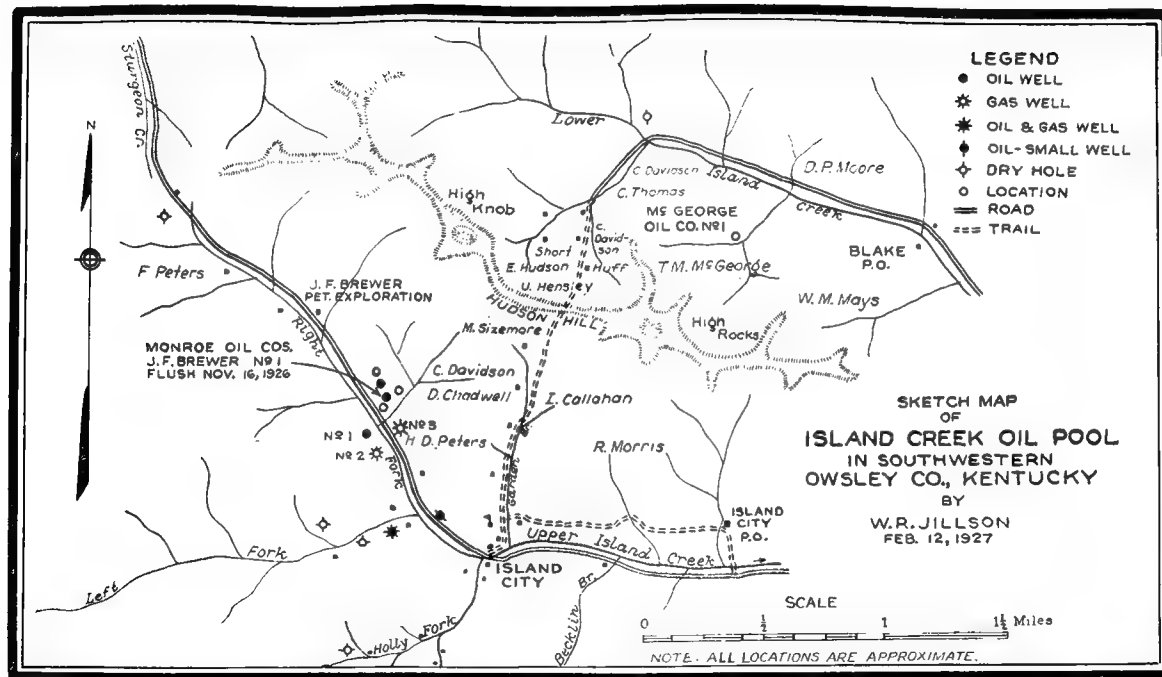 Sturgeon Cr.
N
LEGEND
OIL WELL
GAS WELL
OIL & GAS WELL
OIL-SMALL WELL
DRY HOLE
LOCATION
ROAD
TRAIL
Lower
Island
Creek
D.P. Moore
C. Davidson
C. Thomas
High
Knob
Mc GEORGE
OIL CO. Nº 1
C.
David-
son
Short
E. Hudson
Huff
U. Hensley
T.M. McGeorge
BLAKE
P.O.
W.M. Mays
F. Peters
J.F. BREWER
PET. EXPLORATION
HUDSON
HILL
High
Rocks
Right
Fork
M. Sizemore
MONROE OIL COS.
J.F. BREWER Nº 1
FLUSH NOV. 16, 1926
C. Davidson
D. Chadwell
I. Callahan
Nº 3
Nº 1
H.D. Peters
Nº 2
R. Morris
Garden
SKETCH MAP
OF
ISLAND CREEK OIL POOL
IN SOUTHWESTERN
OWSLEY CO., KENTUCKY
BY
W.R. JILLSON
FEB. 12, 1927
ISLAND
CITY
P.O.
Upper Island Creek
ISLAND
CITY
Left Fork
Holly Fork
Becklin Br.
SCALE
0 ½ 1 1½ Miles
NOTE. ALL LOCATIONS ARE APPROXIMATE.